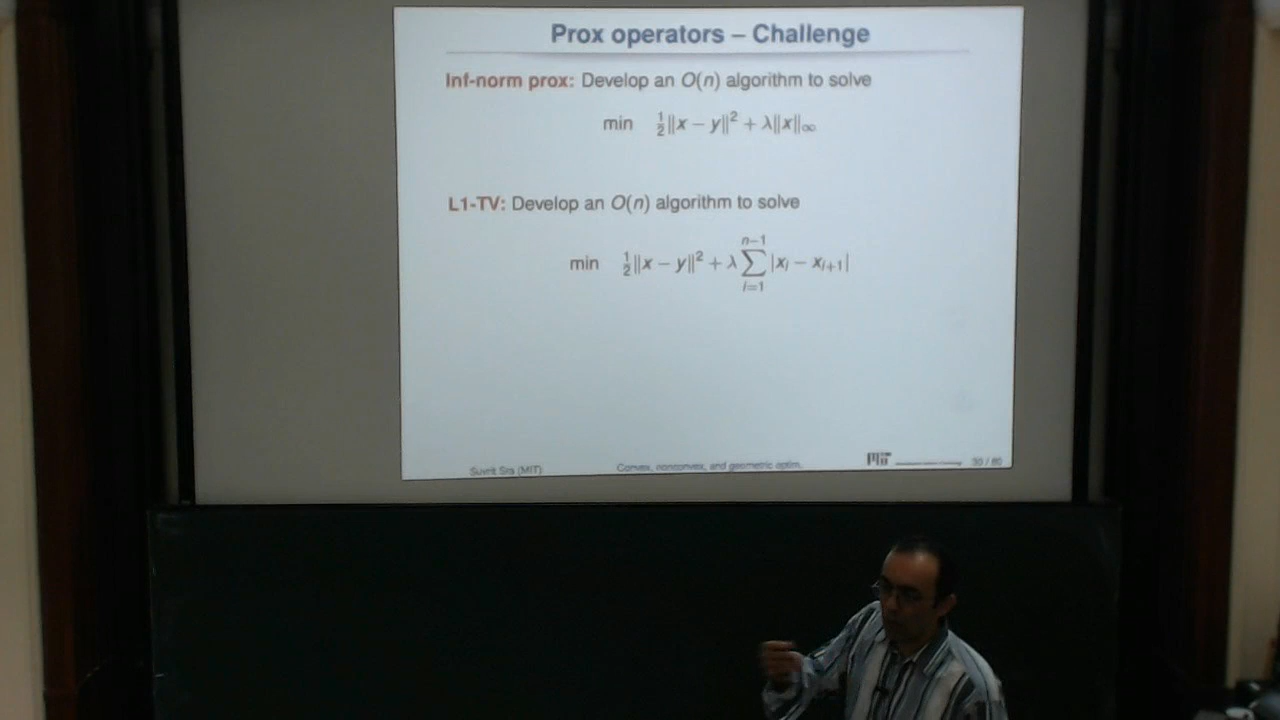 Prox operators – Challenge
Inf-norm prox: Develop an O(n) algorithm to solve
min ½‖x − y‖² + λ‖x‖∞
L1-TV: Develop an O(n) algorithm to solve
min ½‖x − y‖² + λ ∑_{i=1}^{n−1} |x_i − x_{i+1}|
Suvrit Sra (MIT) Convex, nonconvex, and geometric optim. MIT 30 / 80